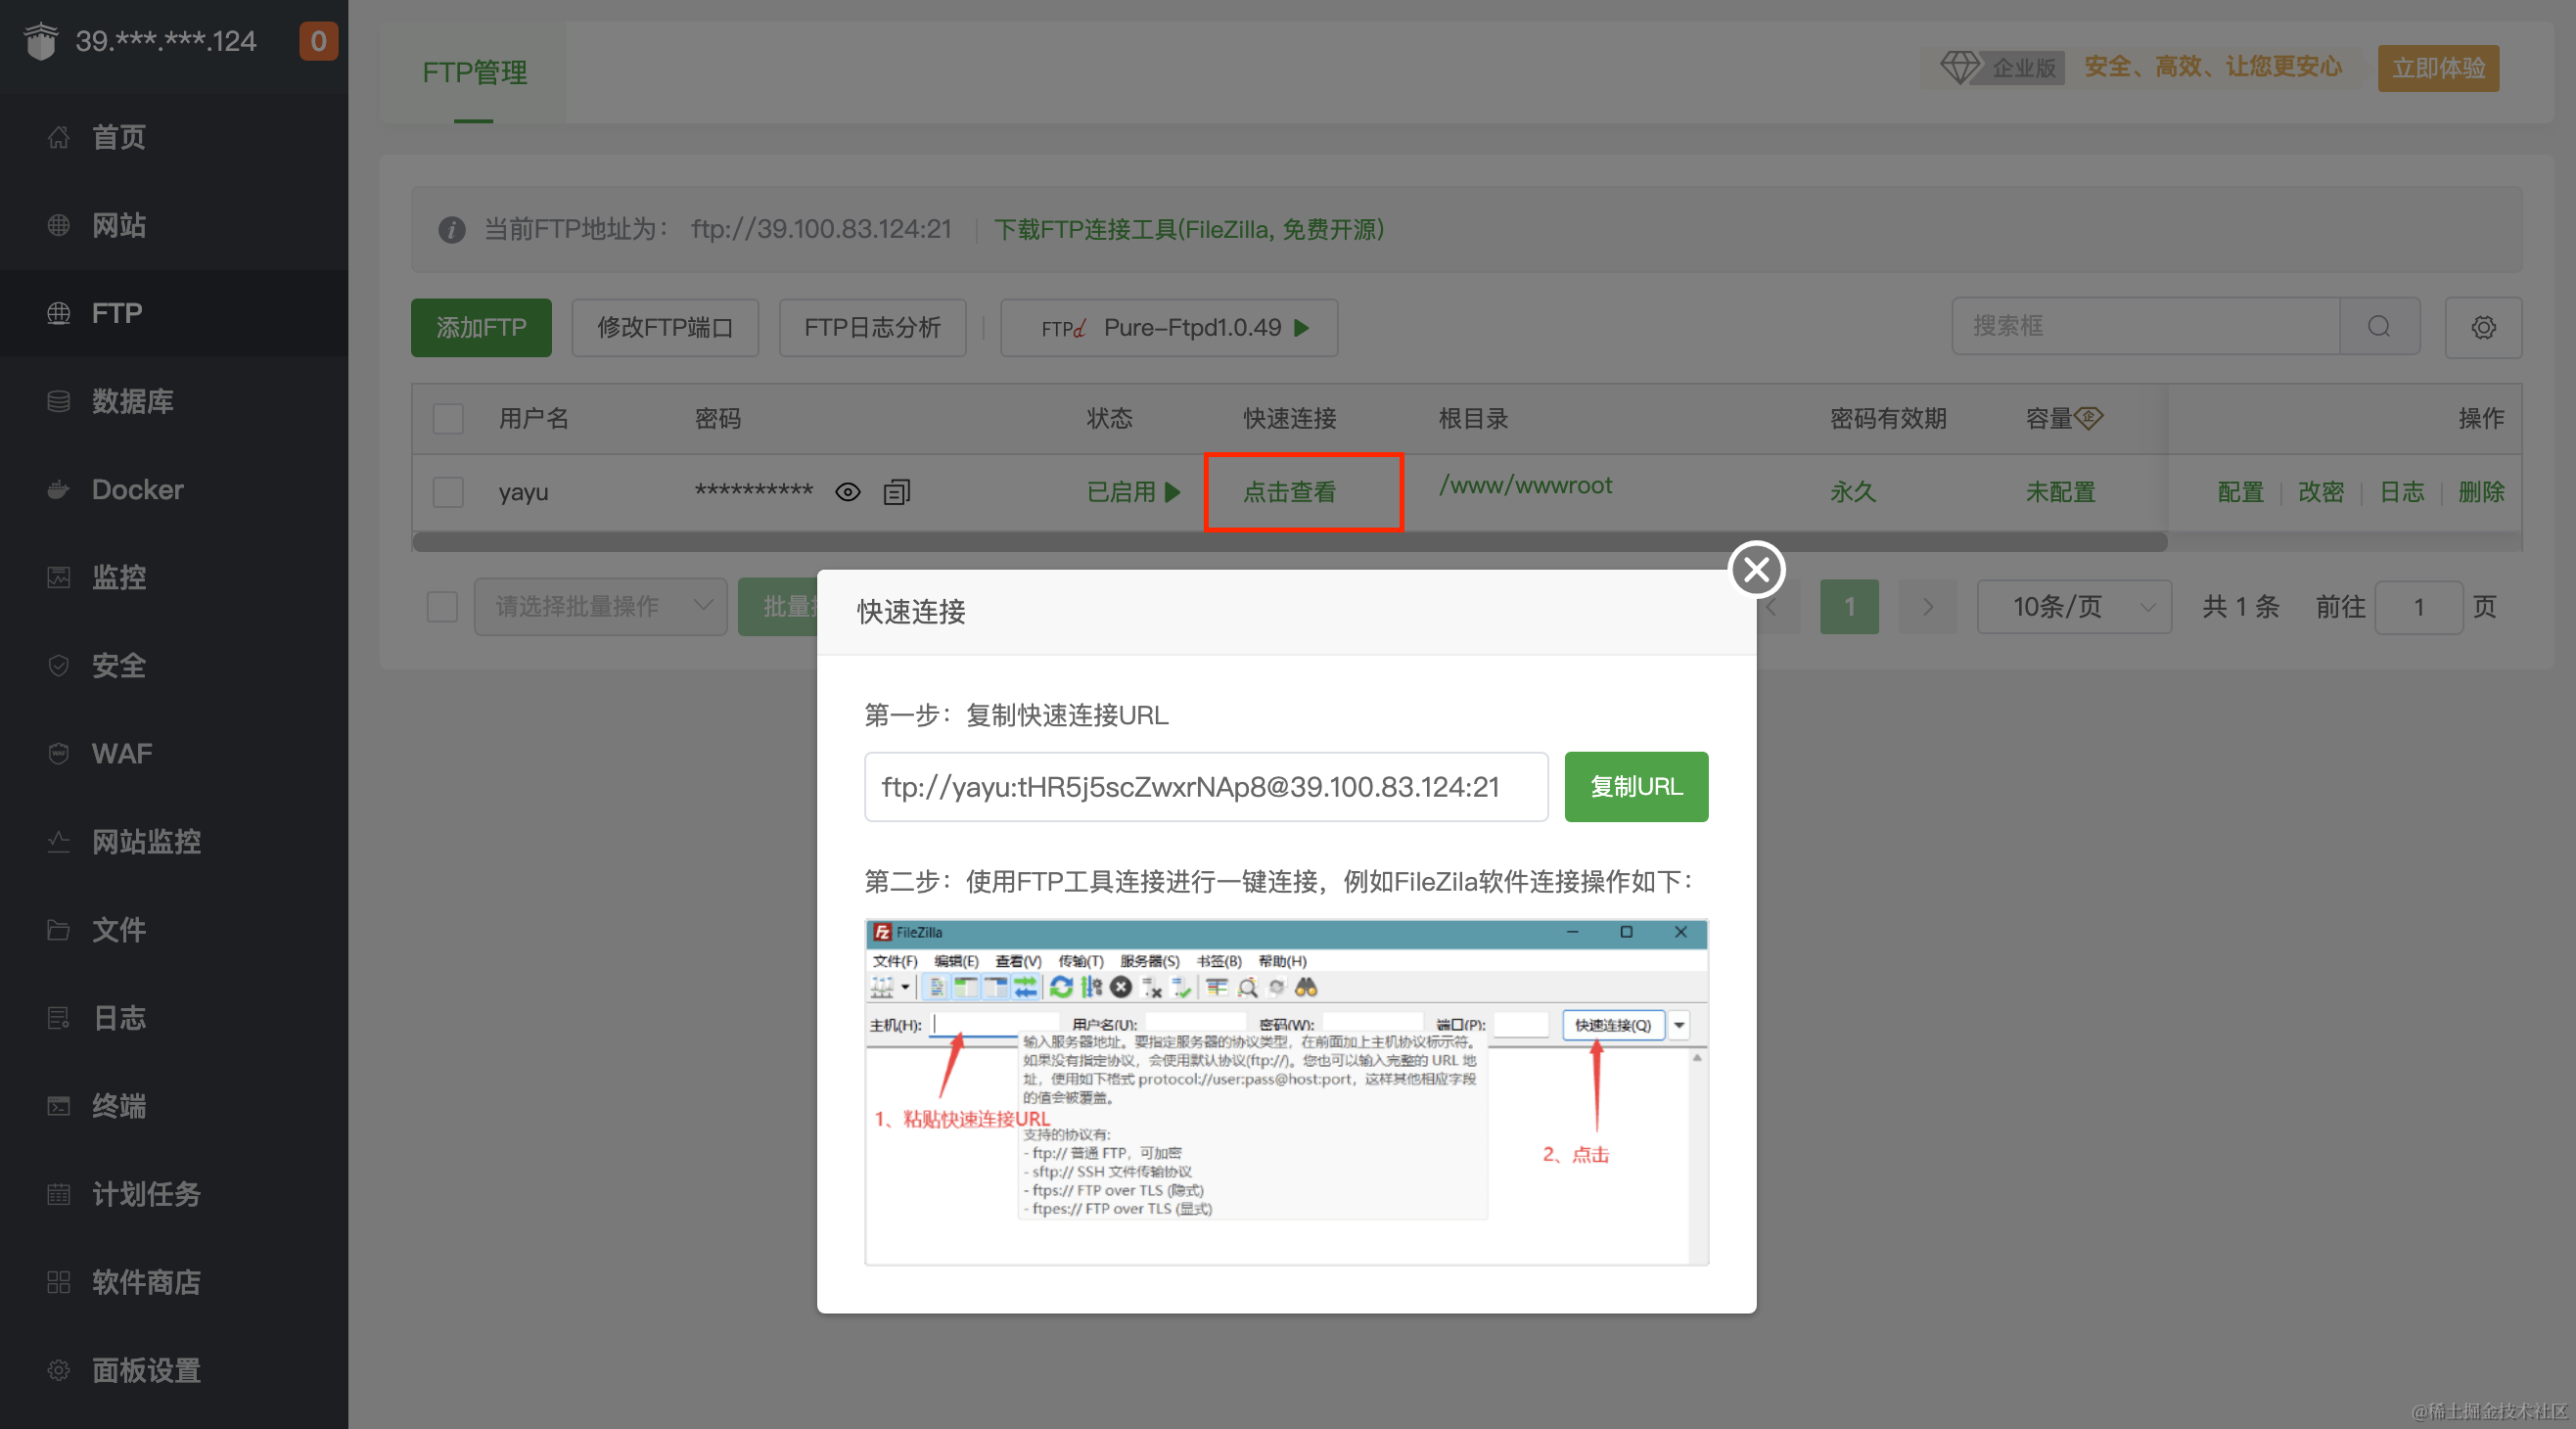 39.***.***.124 0
首页
网站
FTP
数据库
Docker
监控
安全
WAF
网站监控
文件
日志
终端
计划任务
软件商店
面板设置
FTP管理
企业版 安全、高效、让您更安心 立即体验
当前FTP地址为： ftp://39.100.83.124:21 下载FTP连接工具(FileZilla, 免费开源)
添加FTP 修改FTP端口 FTP日志分析 FTPd Pure-Ftpd1.0.49 搜索框
用户名 密码 状态 快速连接 根目录 密码有效期 容量 企 操作
yayu ********** 已启用 点击查看 /www/wwwroot 永久 未配置 配置 改密 日志 删除
请选择批量操作 批量 1 10条/页 共 1 条 前往 1 页
快速连接
第一步：复制快速连接URL
ftp://yayu:tHR5j5scZwxrNAp8@39.100.83.124:21 复制URL
第二步：使用FTP工具连接进行一键连接，例如FileZila软件连接操作如下：
FileZilla
文件(F) 编辑(E) 查看(V) 传输(T) 服务器(S) 书签(B) 帮助(H)
主机(H): 用户名(U): 密码(W): 端口(P): 快速连接(Q)
输入服务器地址。要指定服务器的协议类型，在前面加上主机协议标示符。
如果没有指定协议，会使用默认协议(ftp://)。您也可以输入完整的 URL 地
址，使用如下格式 protocol://user:pass@host:port，这样其他相应字段
的值会被覆盖。
1、粘贴快速连接URL
支持的协议有:
- ftp:// 普通 FTP，可加密
- sftp:// SSH 文件传输协议
- ftps:// FTP over TLS (隐式)
- ftpes:// FTP over TLS (显式)
2、点击
@稀土掘金技术社区